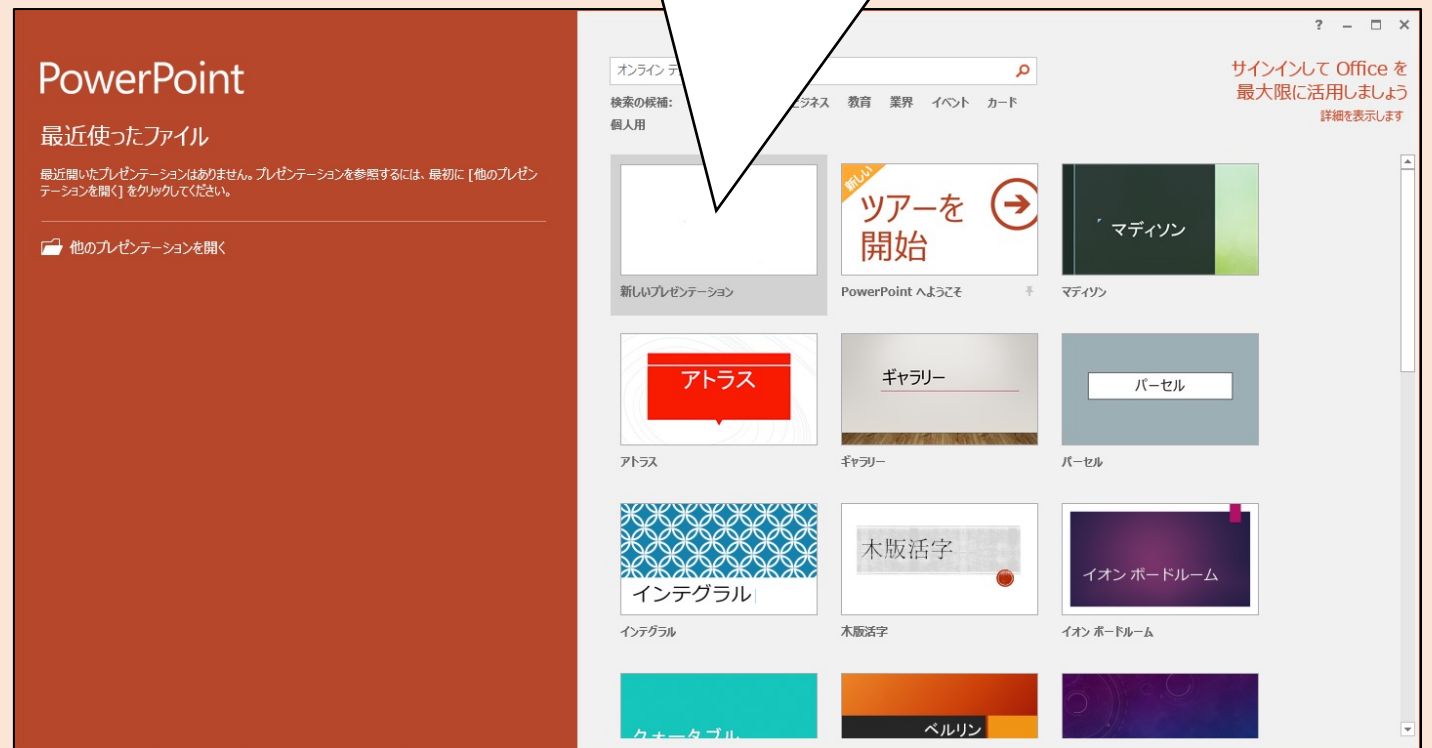 PowerPoint
最近使ったファイル
最近開いたプレゼンテーションはありません。プレゼンテーションを参照するには、最初に [他のプレゼン
テーションを開く] をクリックしてください。
他のプレゼンテーションを開く
? – □ ×
オンライン テ
検索の候補: ビジネス 教育 業界 イベント カード
個人用
サインインして Office を
最大限に活用しましょう
詳細を表示します
新しい
ツアーを
開始
マディソン
新しいプレゼンテーション
PowerPoint へようこそ
マディソン
アトラス
ギャラリー
パーセル
アトラス
ギャラリー
パーセル
インテグラル
木版活字
イオン ボードルーム
インテグラル
木版活字
イオン ボードルーム
クォータブル
ベルリン